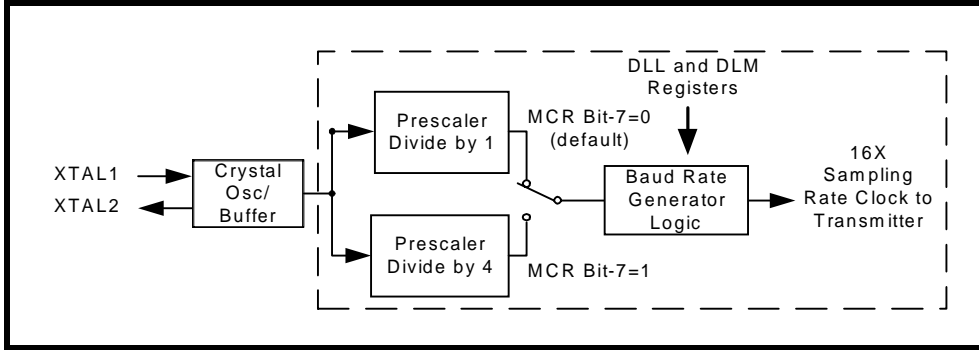 DLL and DLM
Registers
Prescaler
Divide by 1
MCR Bit-7=0
(default)
XTAL1
XTAL2
Crystal
Osc/
Buffer
Baud Rate
Generator
Logic
16X
Sampling
Rate Clock to
Transmitter
Prescaler
Divide by 4
MCR Bit-7=1